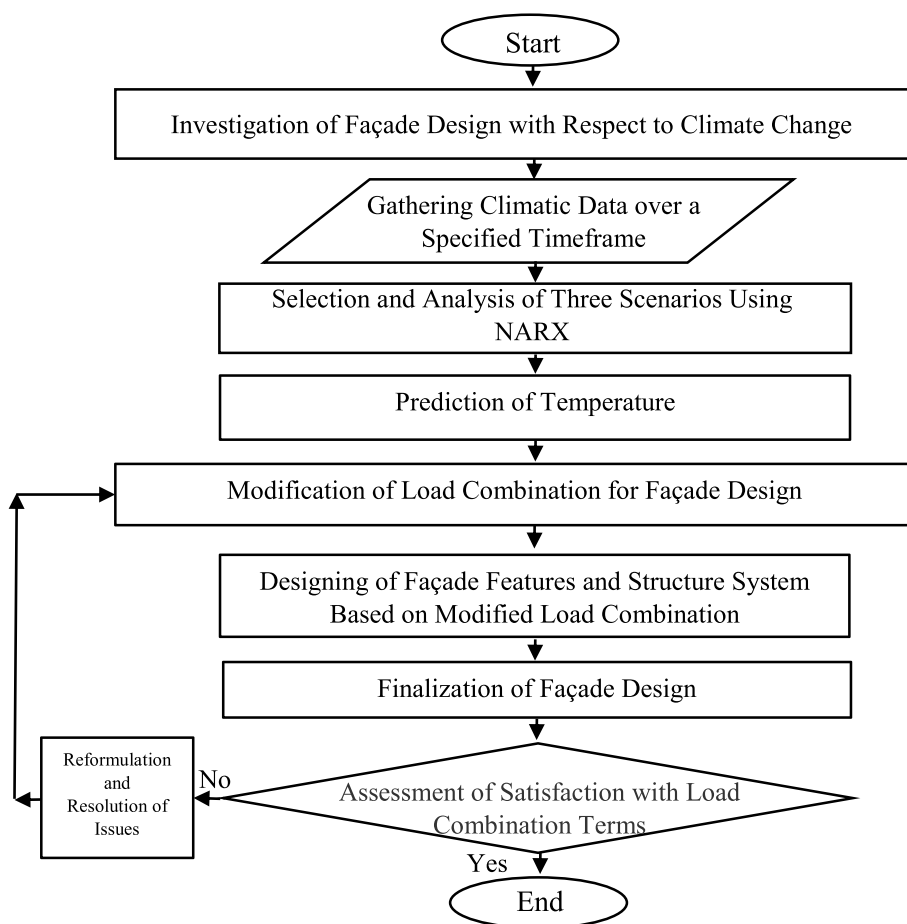 Start
Investigation of Façade Design with Respect to Climate Change
Gathering Climatic Data over a
Specified Timeframe
Selection and Analysis of Three Scenarios Using
NARX
Prediction of Temperature
Modification of Load Combination for Façade Design
Designing of Façade Features and Structure System
Based on Modified Load Combination
Finalization of Façade Design
Assessment of Satisfaction with Load
Combination Terms
No
Reformulation
and
Resolution of
Issues
Yes
End